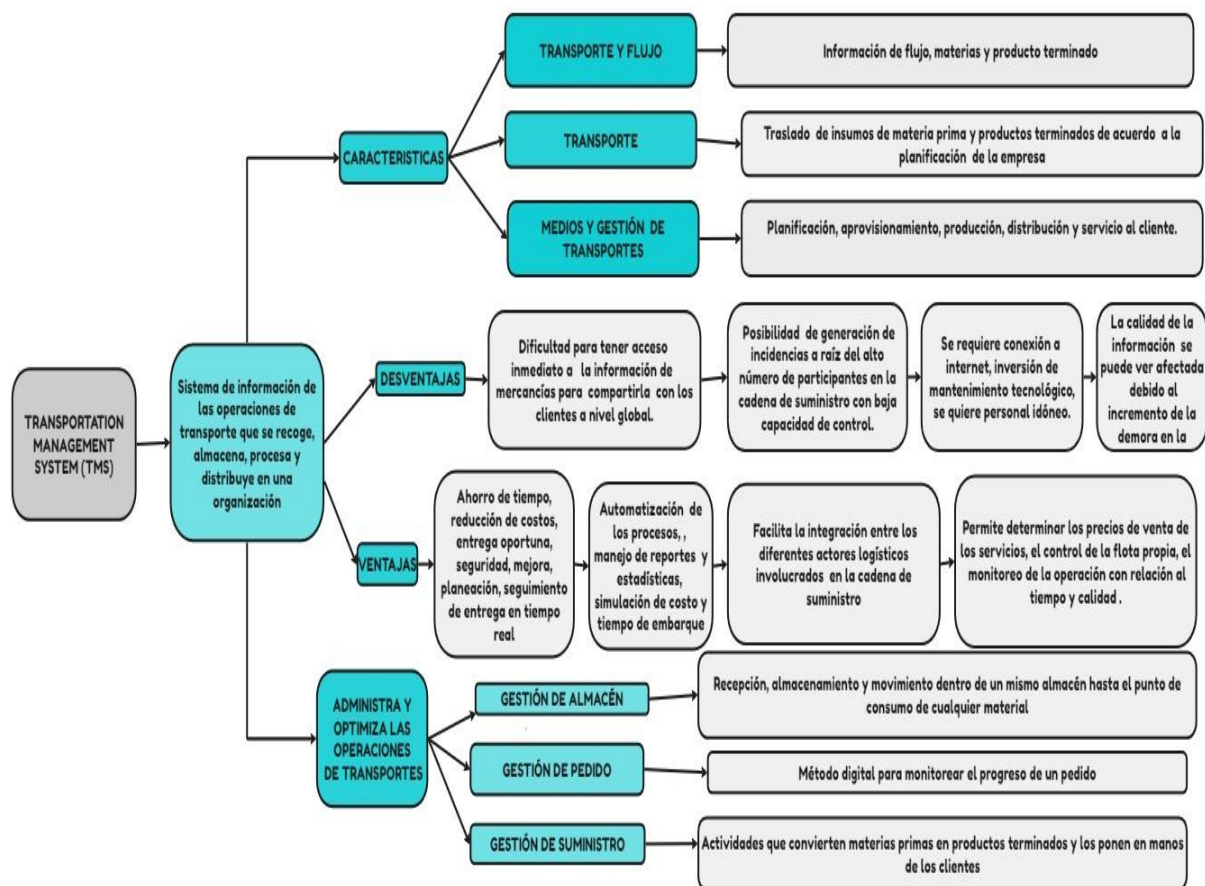 TRANSPORTATION
MANAGEMENT
SYSTEM (TMS)
Sistema de información de
las operaciones de
transporte que se recoge,
almacena, procesa y
distribuye en una
organización
CARACTERISTICAS
TRANSPORTE Y FLUJO
Información de flujo, materias y producto terminado
TRANSPORTE
Traslado de insumos de materia prima y productos terminados de acuerdo a la
planificación de la empresa
MEDIOS Y GESTIÓN DE
TRANSPORTES
Planificación, aprovisionamiento, producción, distribución y servicio al cliente.
DESVENTAJAS
Dificultad para tener acceso
inmediato a la información de
mercancías para compartirla con los
clientes a nivel global.
Posibilidad de generación de
incidencias a raíz del alto
número de participantes en la
cadena de suministro con baja
capacidad de control.
Se requiere conexión a
internet, inversión de
mantenimiento tecnológico,
se quiere personal idóneo.
La calidad de la
información se
puede ver afectada
debido al
incremento de la
demora en la
VENTAJAS
Ahorro de tiempo,
reducción de costos,
entrega oportuna,
seguridad, mejora,
planeación, seguimiento
de entrega en tiempo
real
Automatización de
los procesos, ,
manejo de reportes y
estadísticas,
simulación de costo y
tiempo de embarque
Facilita la integración entre los
diferentes actores logísticos
involucrados en la cadena de
suministro
Permite determinar los precios de venta de
los servicios, el control de la flota propia, el
monitoreo de la operación con relación al
tiempo y calidad .
ADMINISTRA Y
OPTIMIZA LAS
OPERACIONES
DE TRANSPORTES
GESTIÓN DE ALMACÉN
Recepción, almacenamiento y movimiento dentro de un mismo almacén hasta el punto de
consumo de cualquier material
GESTIÓN DE PEDIDO
Método digital para monitorear el progreso de un pedido
GESTIÓN DE SUMINISTRO
Actividades que convierten materias primas en productos terminados y los ponen en manos
de los clientes